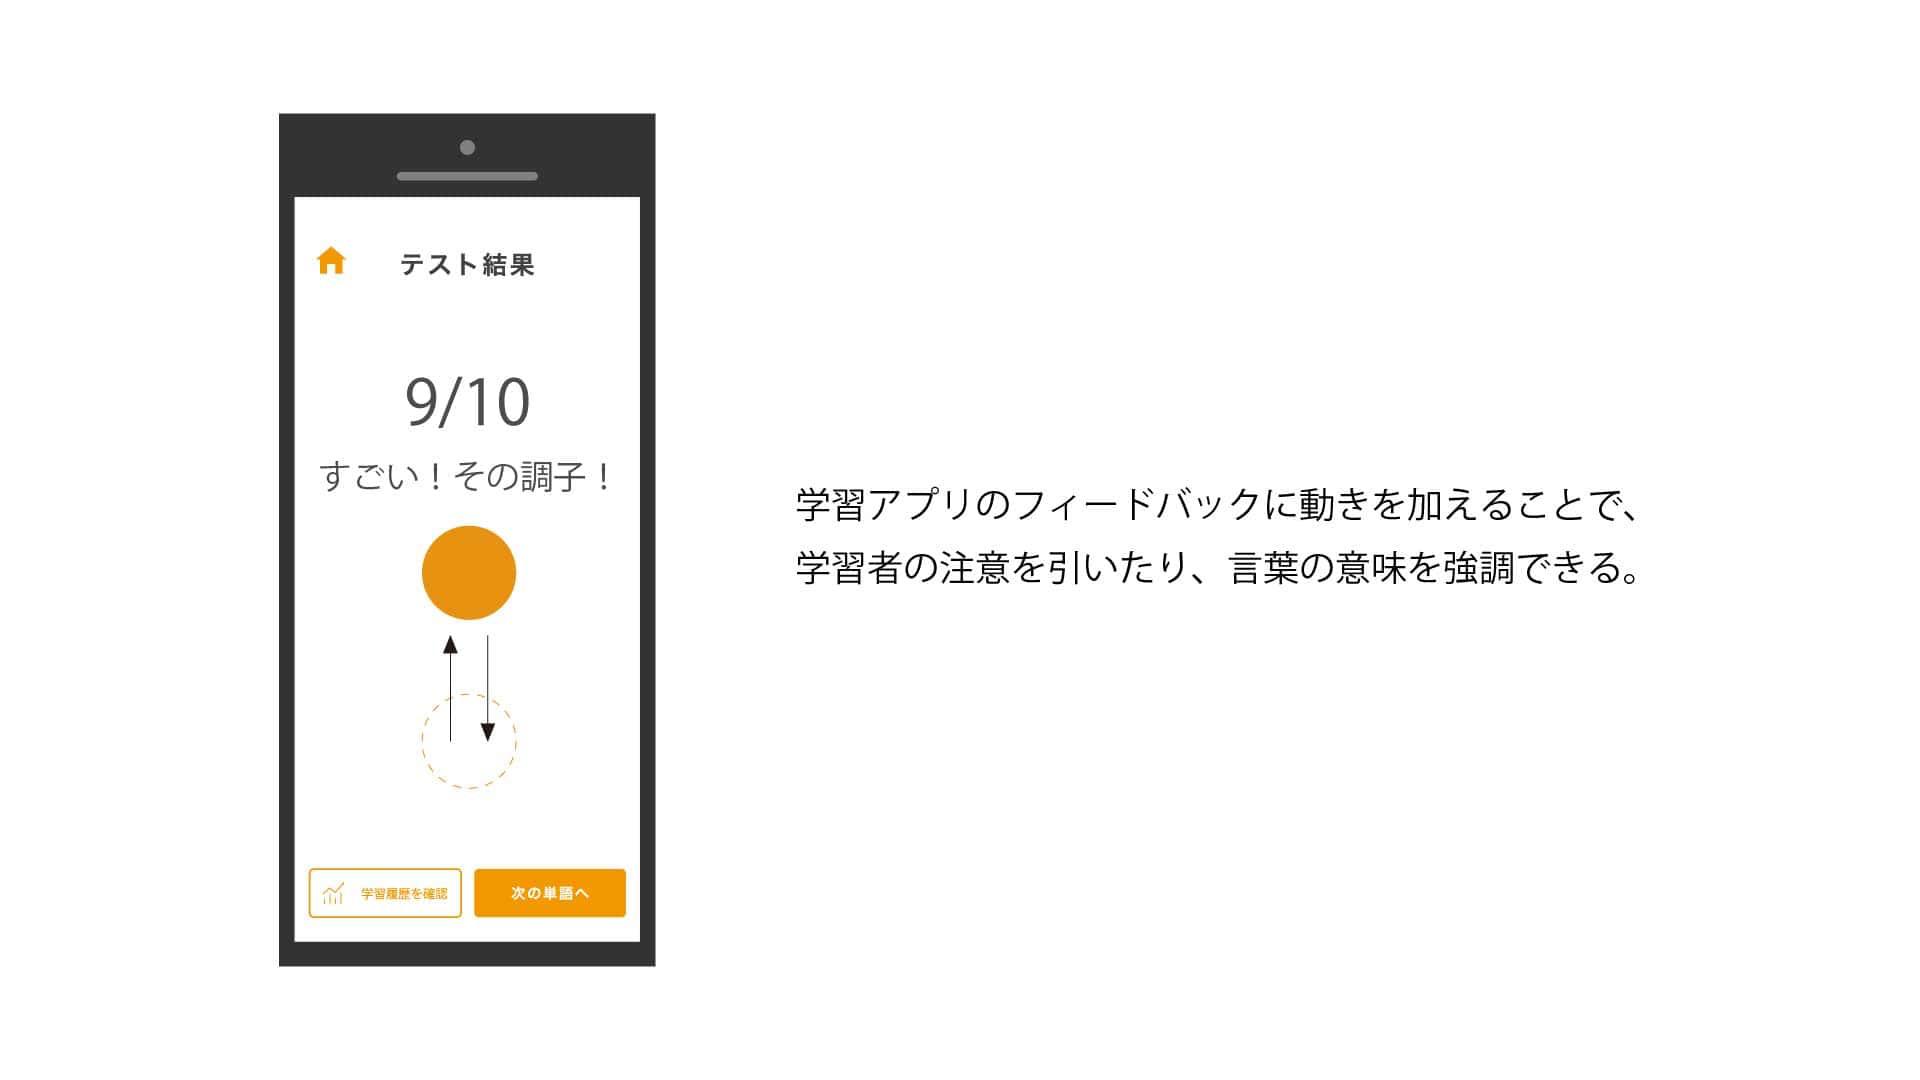 テスト結果
9/10
すごい！その調子！
学習履歴を確認
次の単語へ
学習アプリのフィードバックに動きを加えることで、
学習者の注意を引いたり、言葉の意味を強調できる。